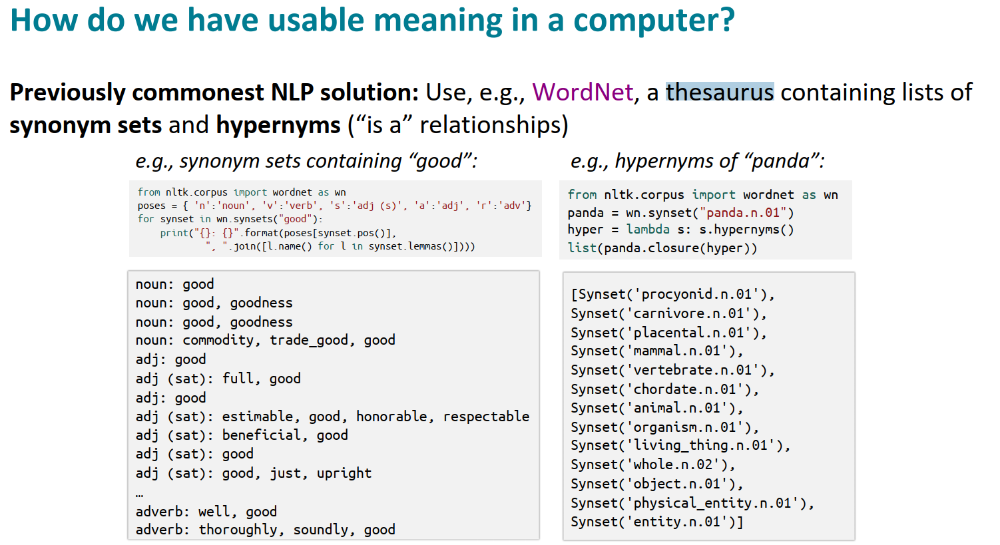 How do we have usable meaning in a computer?
Previously commonest NLP solution: Use, e.g., WordNet, a thesaurus containing lists of
synonym sets and hypernyms (“is a” relationships)
e.g., synonym sets containing “good”:
from nltk.corpus import wordnet as wn
poses = { 'n':'noun', 'v':'verb', 's':'adj (s)', 'a':'adj', 'r':'adv'}
for synset in wn.synsets("good"):
    print("{}: {}".format(poses[synset.pos()],
            ", ".join([l.name() for l in synset.lemmas()])))
noun: good
noun: good, goodness
noun: good, goodness
noun: commodity, trade_good, good
adj: good
adj (sat): full, good
adj: good
adj (sat): estimable, good, honorable, respectable
adj (sat): beneficial, good
adj (sat): good
adj (sat): good, just, upright
…
adverb: well, good
adverb: thoroughly, soundly, good
e.g., hypernyms of “panda”:
from nltk.corpus import wordnet as wn
panda = wn.synset("panda.n.01")
hyper = lambda s: s.hypernyms()
list(panda.closure(hyper))
[Synset('procyonid.n.01'),
Synset('carnivore.n.01'),
Synset('placental.n.01'),
Synset('mammal.n.01'),
Synset('vertebrate.n.01'),
Synset('chordate.n.01'),
Synset('animal.n.01'),
Synset('organism.n.01'),
Synset('living_thing.n.01'),
Synset('whole.n.02'),
Synset('object.n.01'),
Synset('physical_entity.n.01'),
Synset('entity.n.01')]